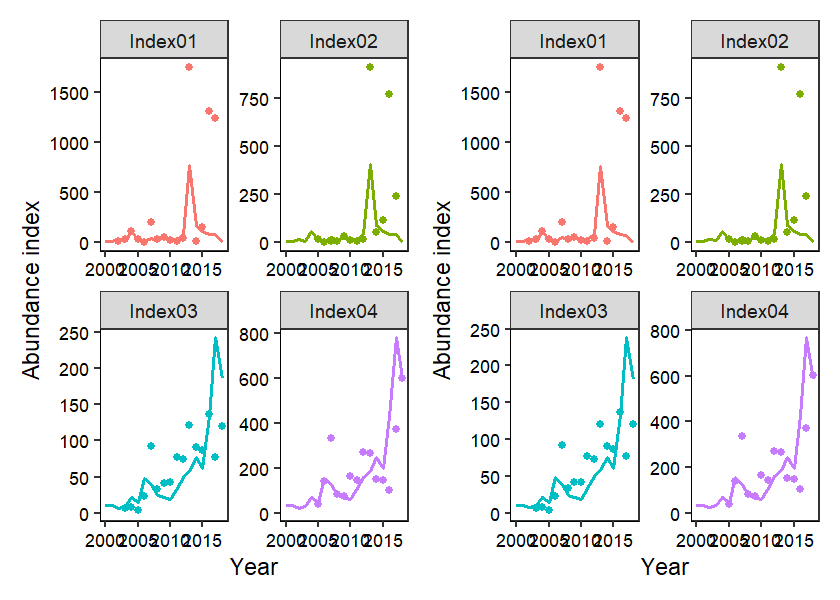 Index01 Index02 Index01 Index02
1500 750 1500 750
1000 500 1000 500
500 250 500 250
0 0 0 0
2000 2005 2010 2015 2000 2005 2010 2015 2000 2005 2010 2015 2000 2005 2010 2015
Abundance index Abundance index
Index03 Index04 Index03 Index04
250 800 250 800
200 600 200 600
150 400 150 400
100 200 100 200
50 0 50 0
0 0
2000 2005 2010 2015 2000 2005 2010 2015 2000 2005 2010 2015 2000 2005 2010 2015
Year Year